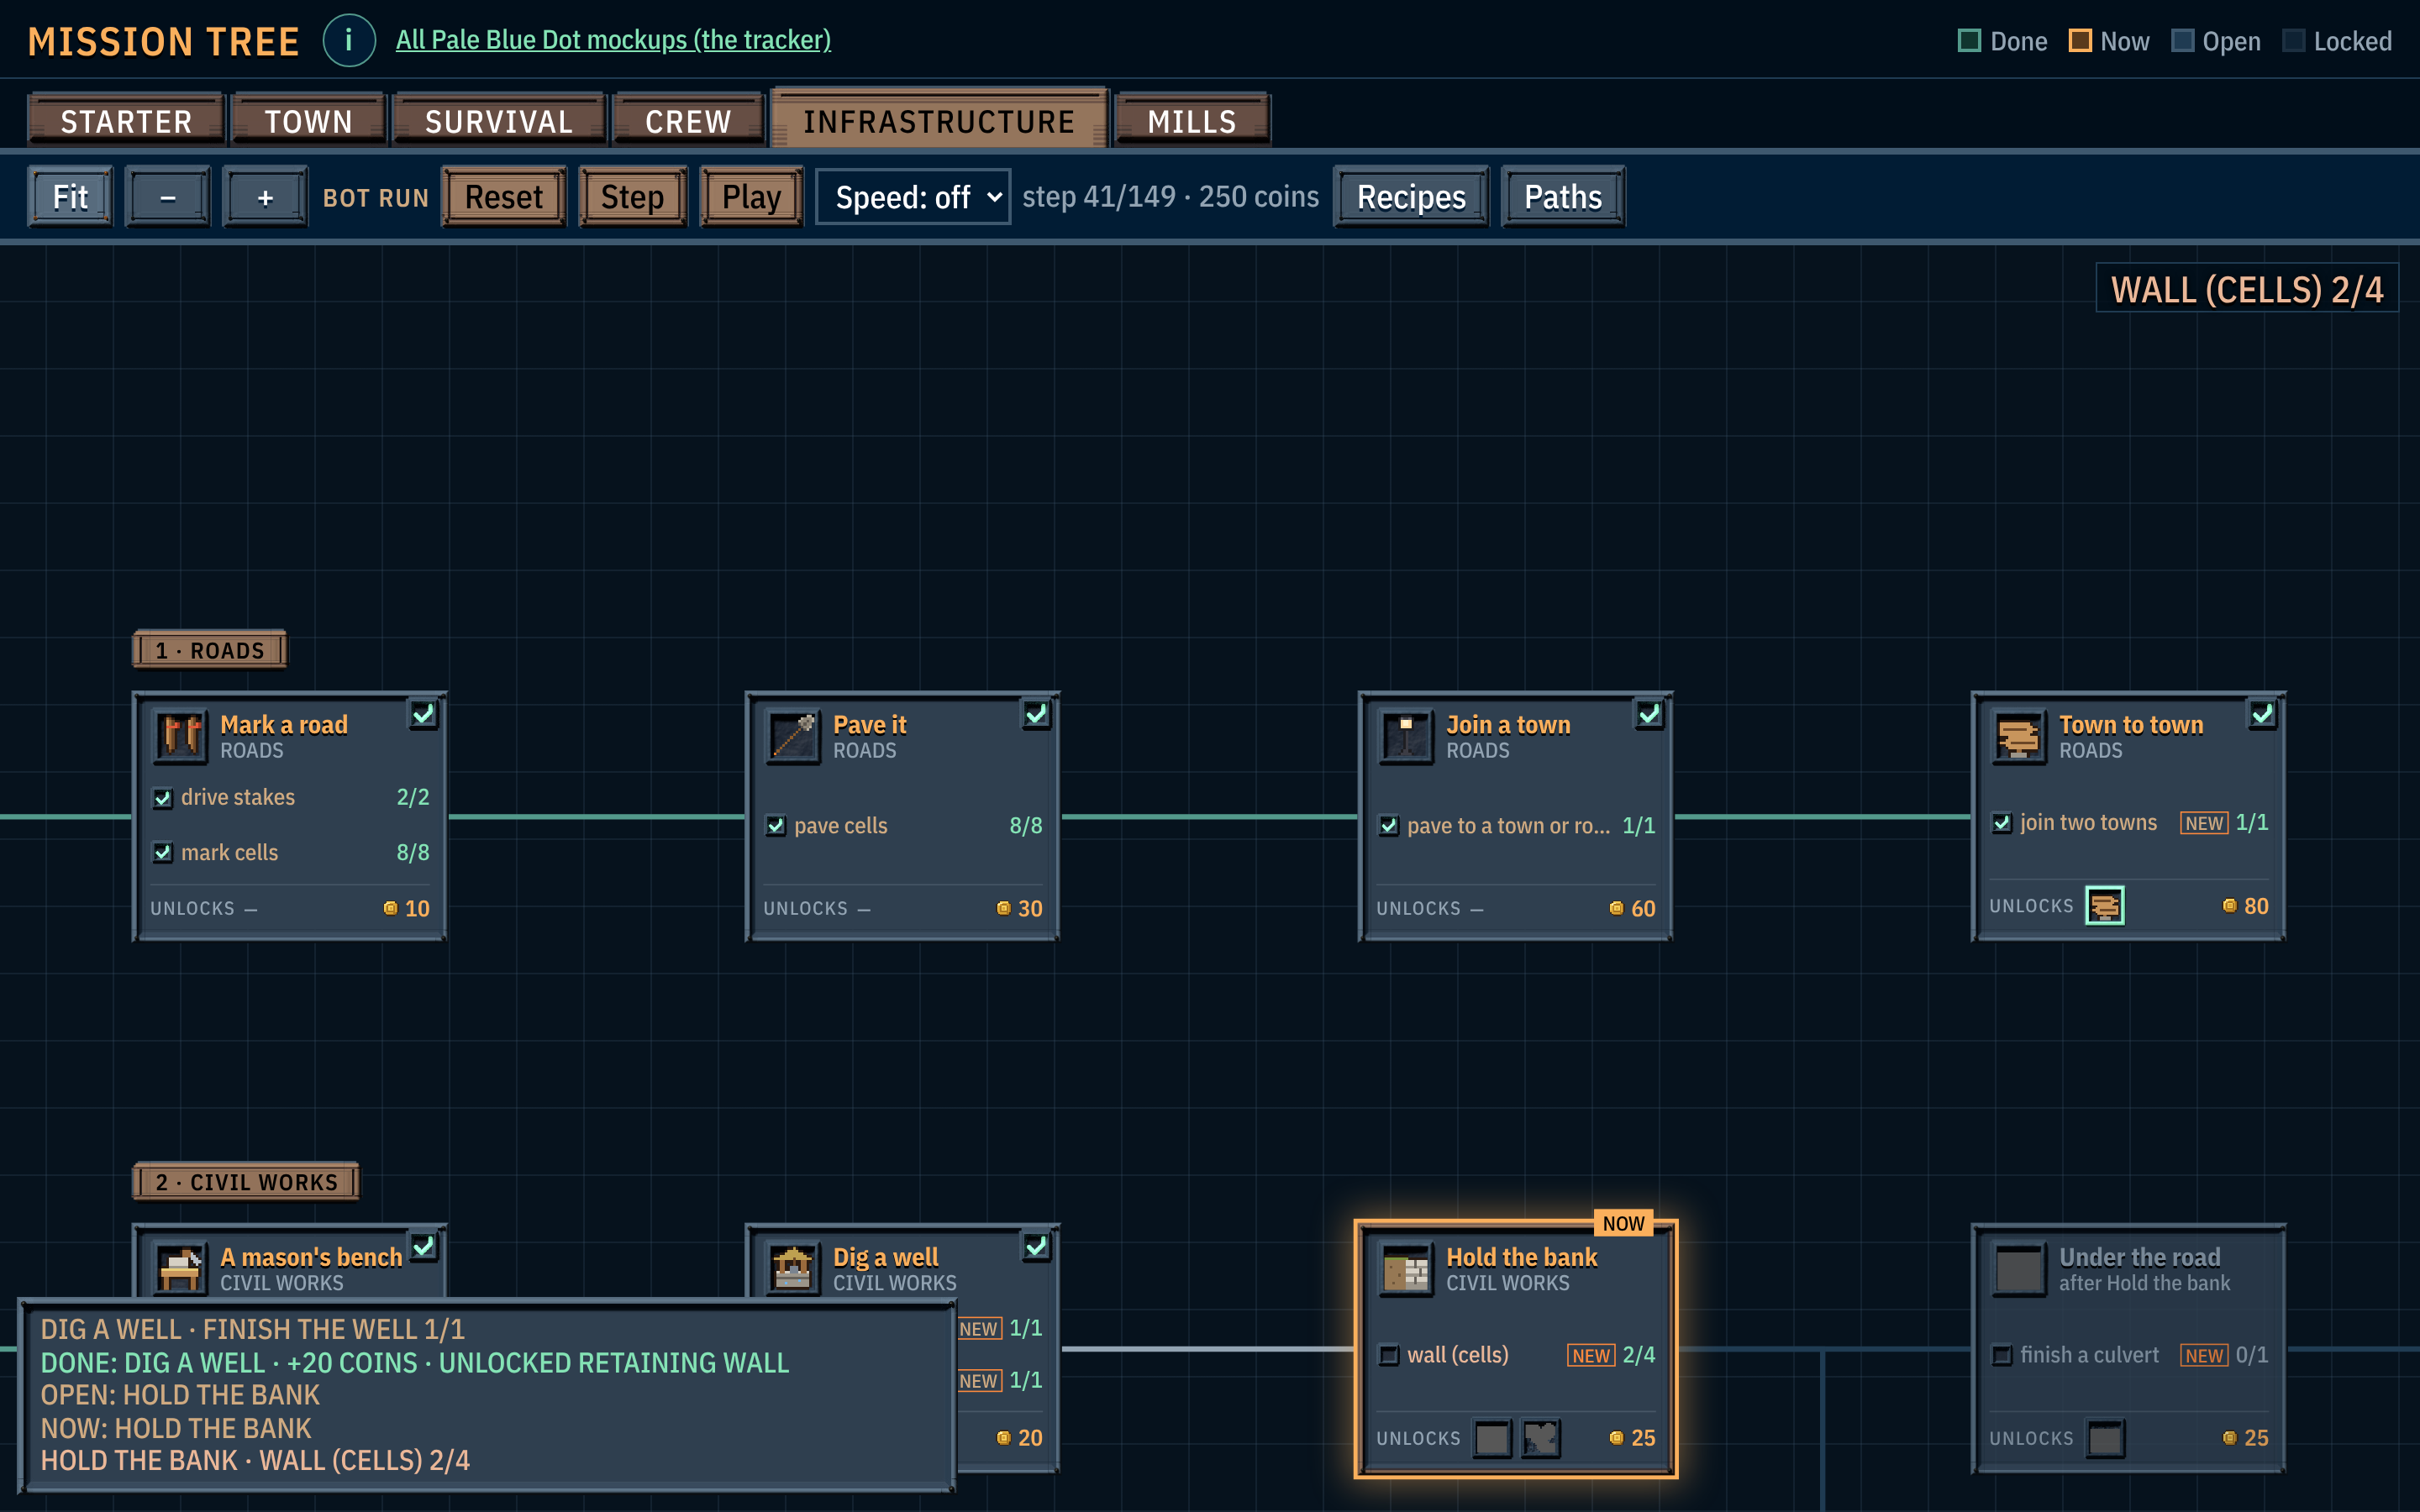 MISSION TREE i All Pale Blue Dot mockups (the tracker) Done Now Open Locked
STARTER TOWN SURVIVAL CREW INFRASTRUCTURE MILLS
Fit − + BOT RUN Reset Step Play Speed: off step 41/149 · 250 coins Recipes Paths
WALL (CELLS) 2/4
1 · ROADS
Mark a road
ROADS
drive stakes 2/2
mark cells 8/8
UNLOCKS — 10
Pave it
ROADS
pave cells 8/8
UNLOCKS — 30
Join a town
ROADS
pave to a town or ro... 1/1
UNLOCKS — 60
Town to town
ROADS
join two towns NEW 1/1
UNLOCKS 80
2 · CIVIL WORKS
A mason's bench
CIVIL WORKS
Dig a well
CIVIL WORKS
NEW 1/1
NEW 1/1
20
NOW
Hold the bank
CIVIL WORKS
wall (cells) NEW 2/4
UNLOCKS 25
Under the road
after Hold the bank
finish a culvert NEW 0/1
UNLOCKS 25
DIG A WELL · FINISH THE WELL 1/1
DONE: DIG A WELL · +20 COINS · UNLOCKED RETAINING WALL
OPEN: HOLD THE BANK
NOW: HOLD THE BANK
HOLD THE BANK · WALL (CELLS) 2/4